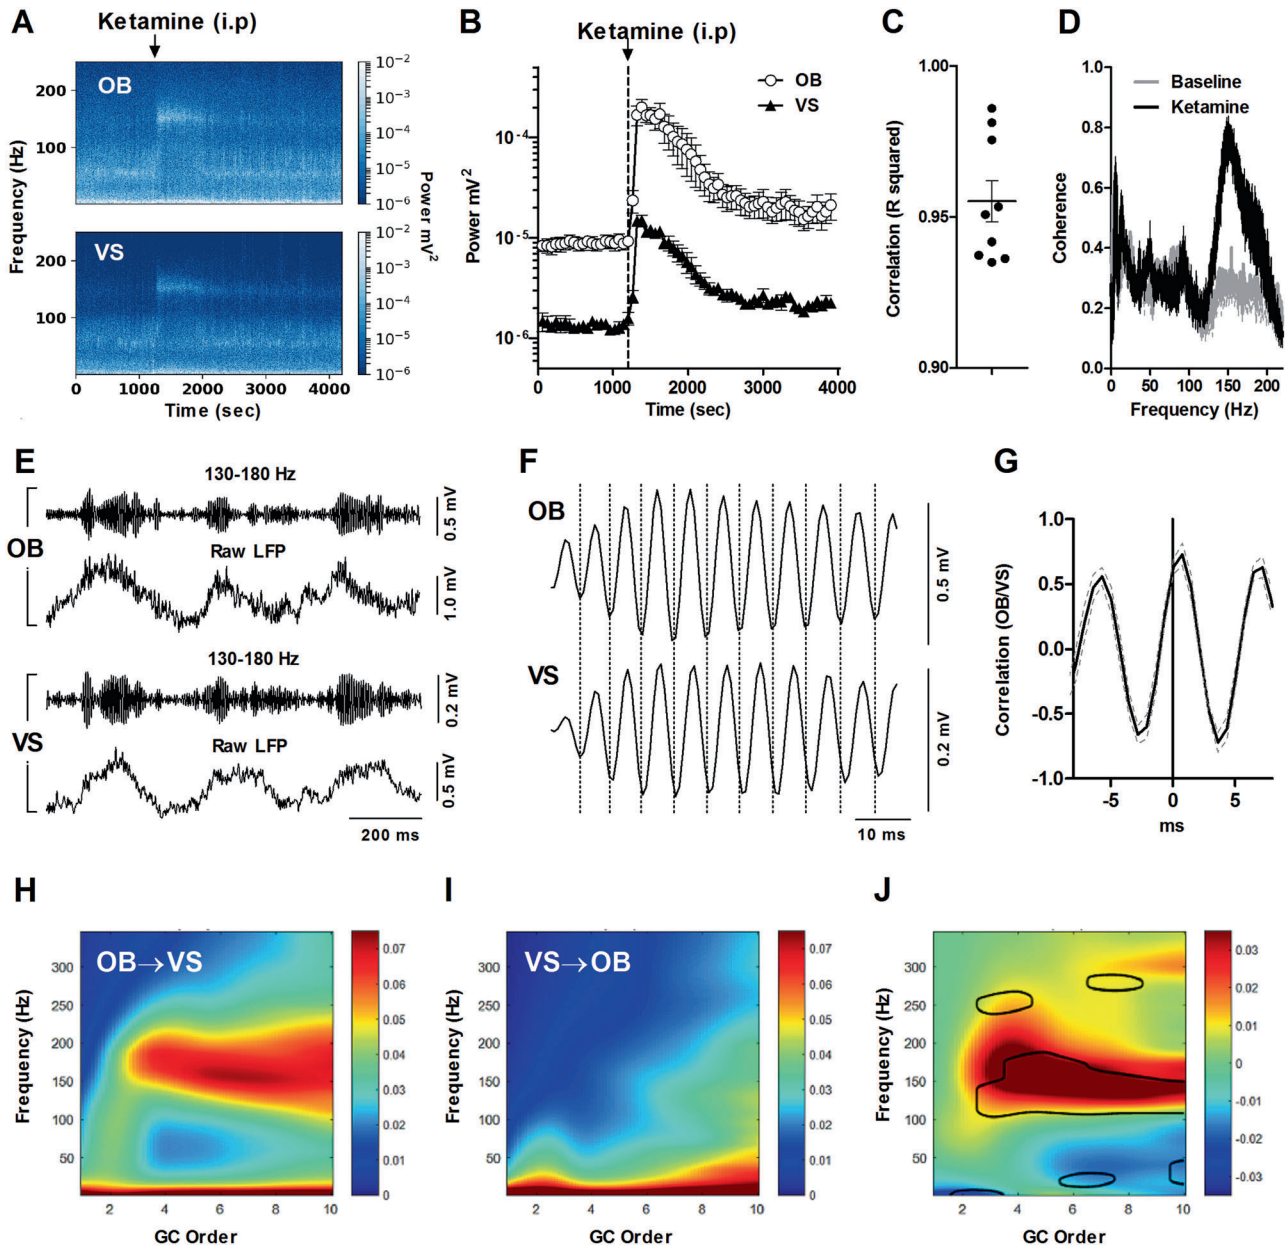 A
Ketamine (i.p)
OB
VS
Frequency (Hz)
200
100
200
100
0
1000
2000
3000
4000
Time (sec)
10⁻²
10⁻³
10⁻⁴
10⁻⁵
10⁻⁶
10⁻²
10⁻³
10⁻⁴
10⁻⁵
10⁻⁶
Power mV²
B
Ketamine (i.p)
OB
VS
Power mV²
10⁻⁴
10⁻⁵
10⁻⁶
0
1000
2000
3000
4000
Time (sec)
C
Correlation (R squared)
1.00
0.95
0.90
D
Baseline
Ketamine
Coherence
1.0
0.8
0.6
0.4
0.2
0.0
0
50
100
150
200
Frequency (Hz)
E
130-180 Hz
0.5 mV
OB
Raw LFP
1.0 mV
130-180 Hz
0.2 mV
VS
Raw LFP
0.5 mV
200 ms
F
OB
0.5 mV
VS
0.2 mV
10 ms
G
Correlation (OB/VS)
1.0
0.5
0.0
-0.5
-1.0
-5
0
5
ms
H
OB→VS
Frequency (Hz)
300
250
200
150
100
50
2
4
6
8
10
GC Order
0.07
0.06
0.05
0.04
0.03
0.02
0.01
0
I
VS→OB
Frequency (Hz)
300
250
200
150
100
50
2
4
6
8
10
GC Order
0.07
0.06
0.05
0.04
0.03
0.02
0.01
0
J
Frequency (Hz)
300
250
200
150
100
50
2
4
6
8
10
GC Order
0.03
0.02
0.01
0
-0.01
-0.02
-0.03